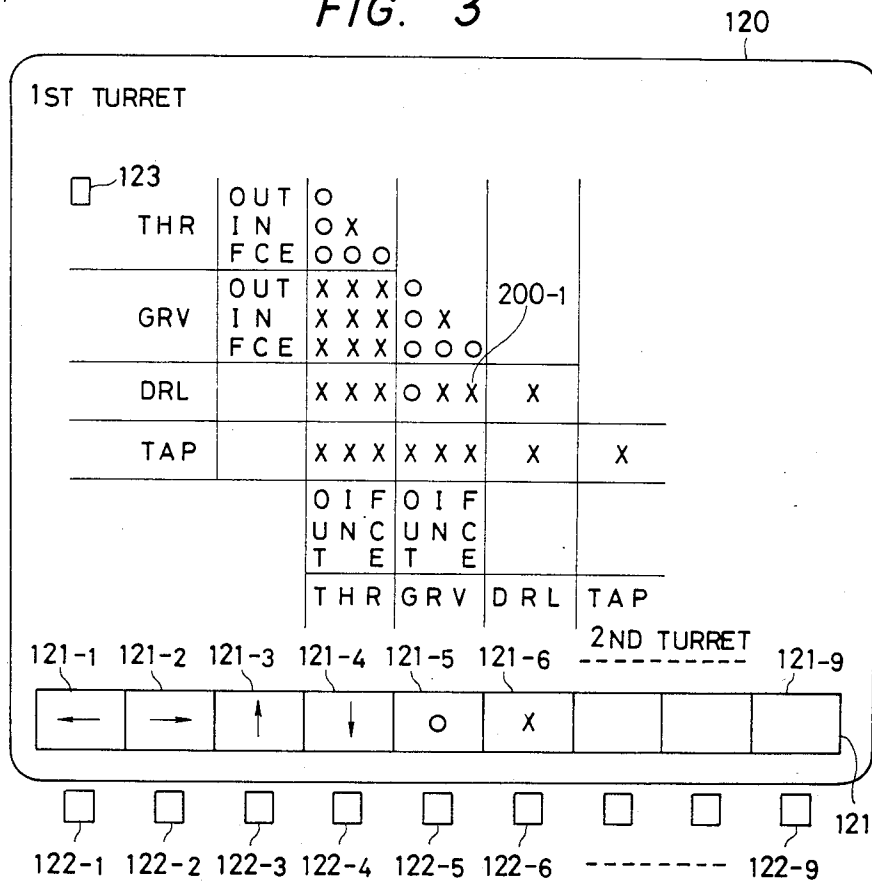 FIG. 3
120
1ST TURRET
123
THR OUT O
IN O X
FCE O O O
GRV OUT X X X O
IN X X X O X
FCE X X X O O O
200-1
DRL X X X O X X X
TAP X X X X X X X X
O I F O I F
U N C U N C
T E T E
THR GRV DRL TAP
2ND TURRET
121-1 121-2 121-3 121-4 121-5 121-6 121-9
← → ↑ ↓ O X
121
122-1 122-2 122-3 122-4 122-5 122-6 122-9